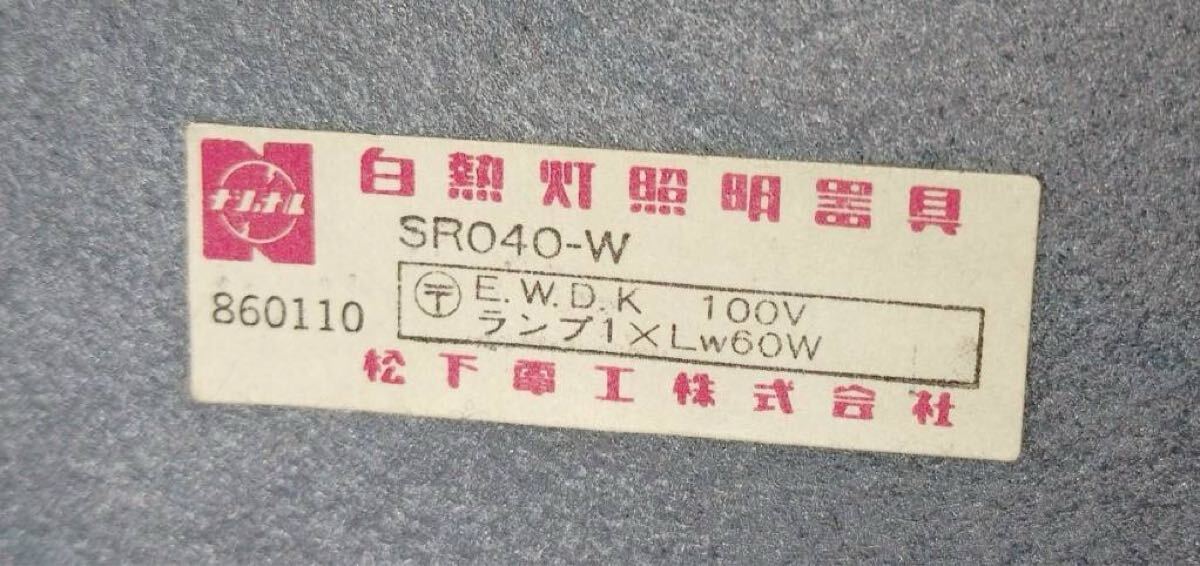 白熱灯照明器具
ナショナル
SR040-W
860110
〒 E.W.D.K 100V
ランプ1×Lw60W
松下電工株式会社